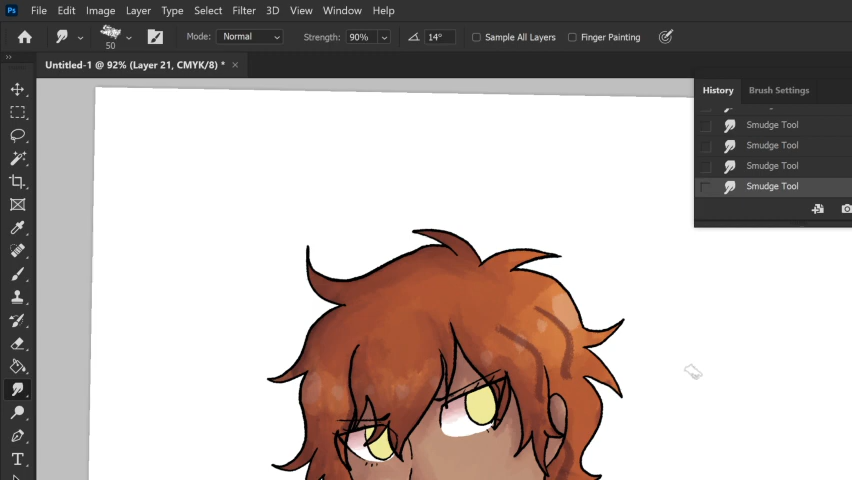 Ps File Edit Image Layer Type Select Filter 3D View Window Help
50 Mode: Normal Strength: 90% 14° Sample All Layers Finger Painting
Untitled-1 @ 92% (Layer 21, CMYK/8) * ×
History Brush Settings
Smudge Tool
Smudge Tool
Smudge Tool
Smudge Tool
T